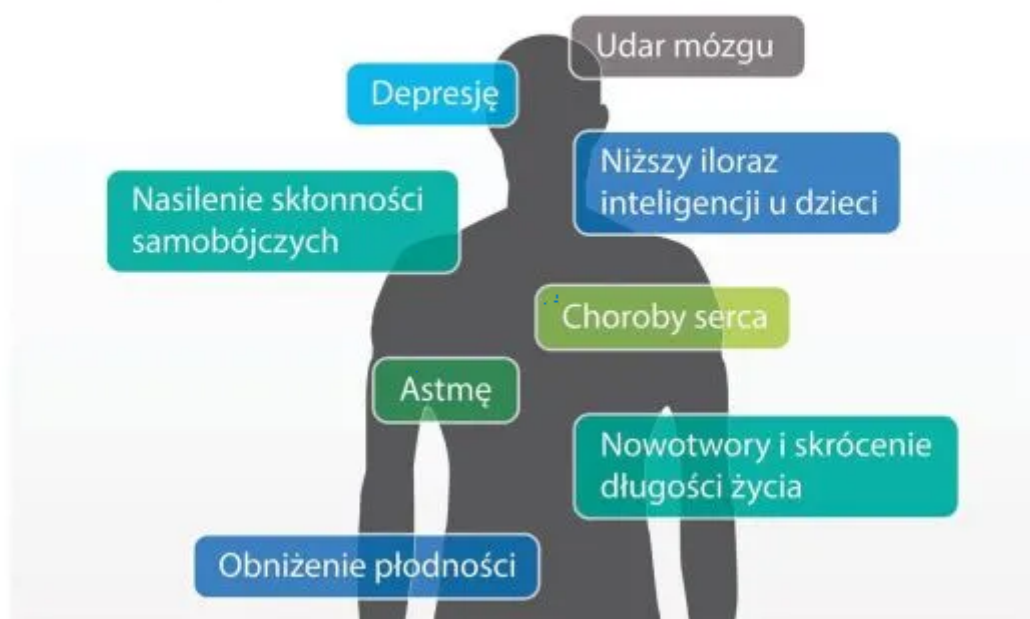 Udar mózgu
Depresję
Niższy iloraz
inteligencji u dzieci
Nasilenie skłonności
samobójczych
Choroby serca
Astmę
Nowotwory i skrócenie
długości życia
Obniżenie płodności